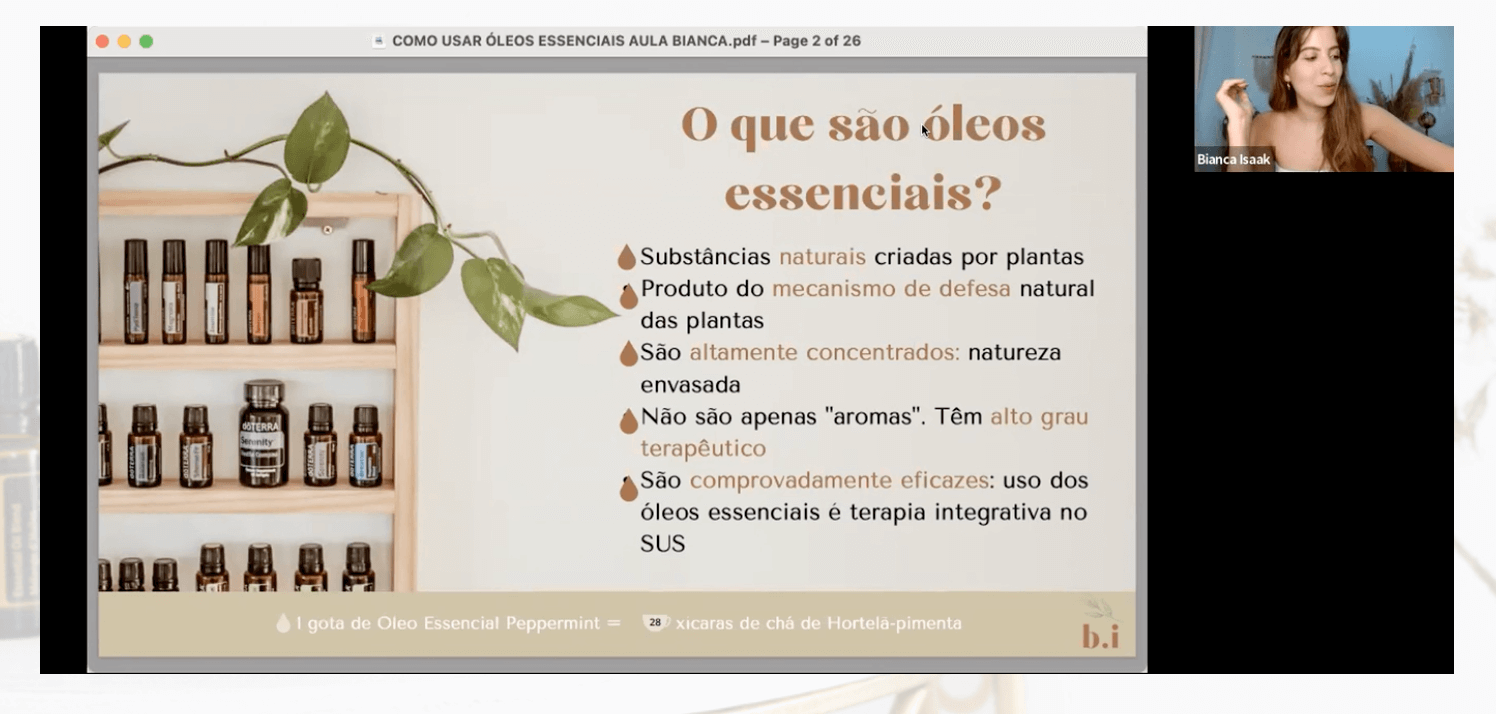 COMO USAR ÓLEOS ESSENCIAIS AULA BIANCA.pdf – Page 2 of 26
O que são óleos
essenciais?
Substâncias naturais criadas por plantas
Produto do mecanismo de defesa natural
das plantas
São altamente concentrados: natureza
envasada
Não são apenas "aromas". Têm alto grau
terapêutico
São comprovadamente eficazes: uso dos
óleos essenciais é terapia integrativa no
SUS
1 gota de Óleo Essencial Peppermint = 28 xícaras de chá de Hortelã-pimenta
b.i
Bianca Isaak
dōTERRA
Serenity